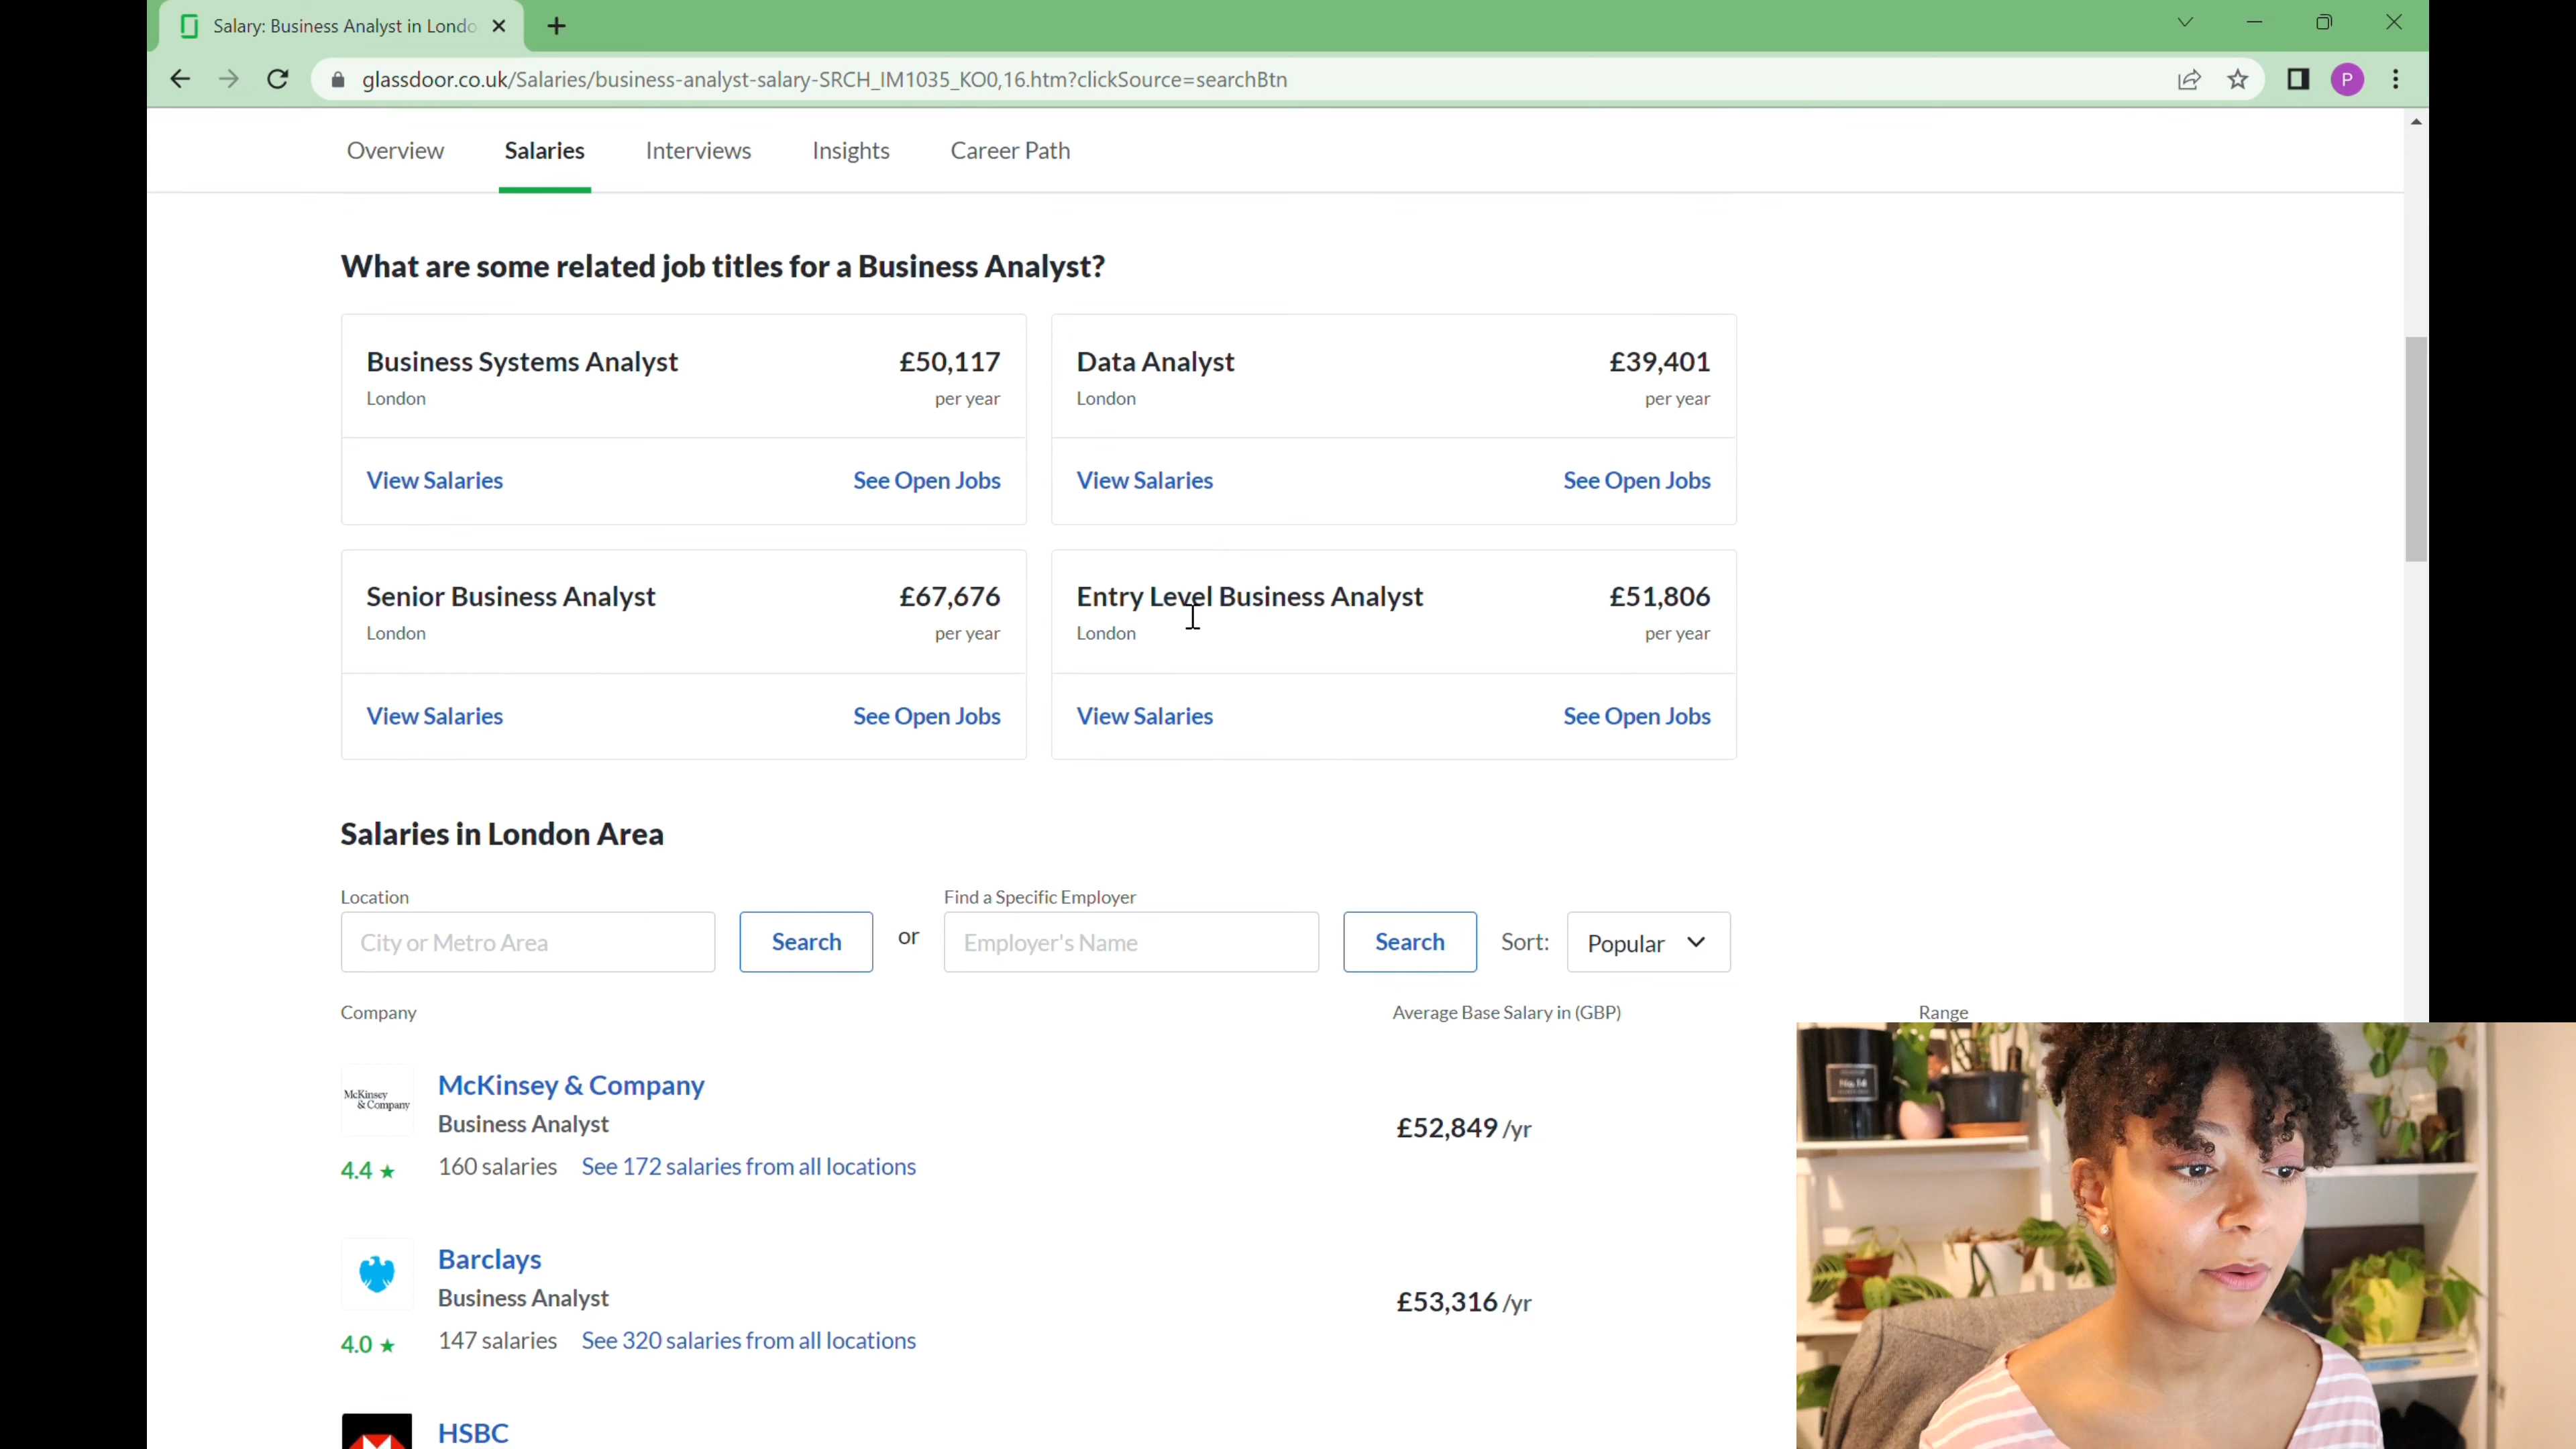 Salary: Business Analyst in Londo
glassdoor.co.uk/Salaries/business-analyst-salary-SRCH_IM1035_KO0,16.htm?clickSource=searchBtn
P
Overview Salaries Interviews Insights Career Path
What are some related job titles for a Business Analyst?
Business Systems Analyst £50,117
London per year
View Salaries See Open Jobs
Data Analyst £39,401
London per year
View Salaries See Open Jobs
Senior Business Analyst £67,676
London per year
View Salaries See Open Jobs
Entry Level Business Analyst £51,806
London per year
View Salaries See Open Jobs
Salaries in London Area
Location Find a Specific Employer
City or Metro Area Search or Employer's Name Search Sort: Popular
Company Average Base Salary in (GBP) Range
McKinsey
& Company
McKinsey & Company
Business Analyst £52,849 /yr
4.4 ★ 160 salaries See 172 salaries from all locations
Barclays
Business Analyst £53,316 /yr
4.0 ★ 147 salaries See 320 salaries from all locations
HSBC